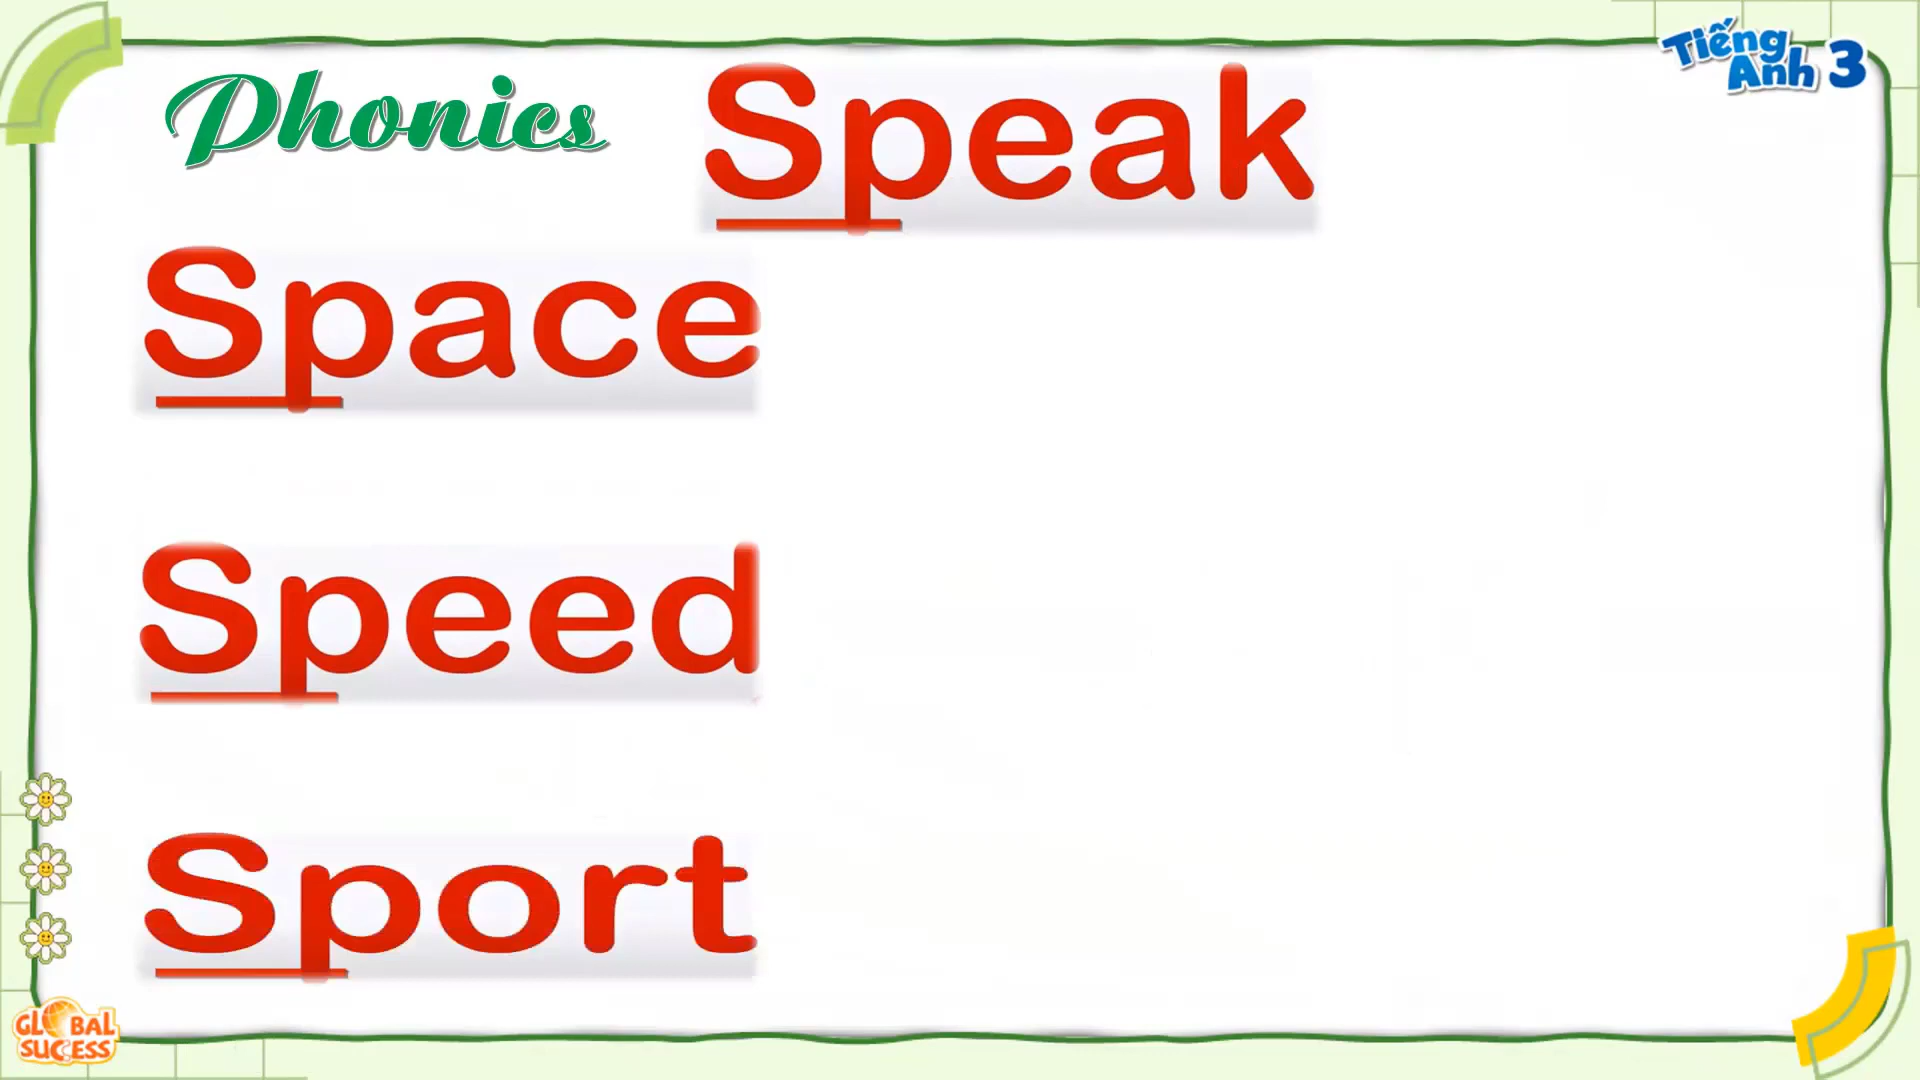 Phonics
Speak
Tiếng
Anh 3
Space
Speed
Sport
GLOBAL
SUCCESS